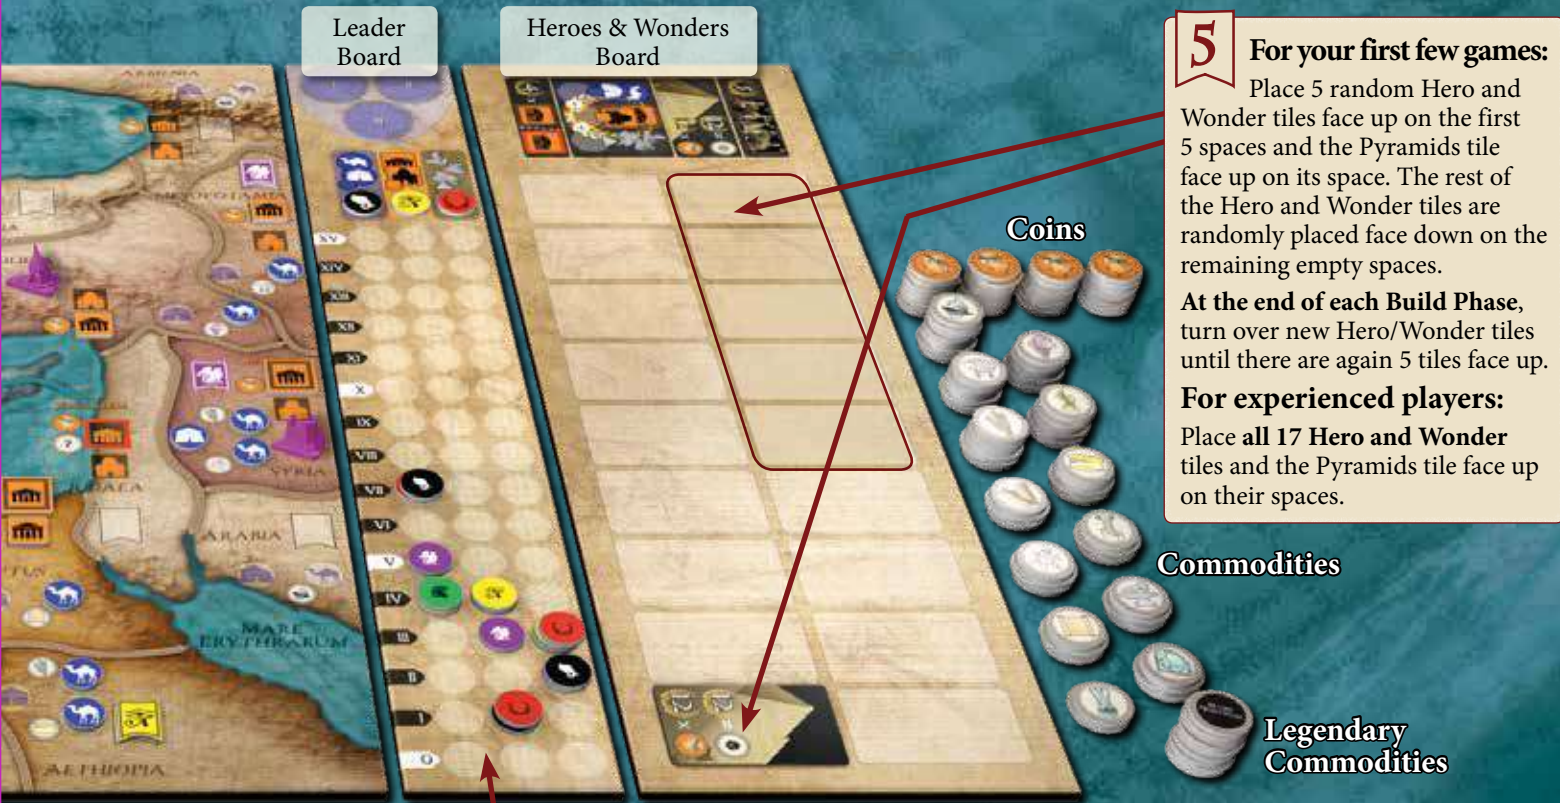 Leader
Board
Heroes & Wonders
Board
5
For your first few games:
Place 5 random Hero and
Wonder tiles face up on the first
5 spaces and the Pyramids tile
face up on its space. The rest of
the Hero and Wonder tiles are
randomly placed face down on the
remaining empty spaces.
At the end of each Build Phase,
turn over new Hero/Wonder tiles
until there are again 5 tiles face up.
For experienced players:
Place all 17 Hero and Wonder
tiles and the Pyramids tile face up
on their spaces.
Coins
Commodities
Legendary
Commodities
ARMENIA
MESOPOTAMIA
SYRIA
ARABIA
MARE
ERYTHRAEUM
AETHIOPIA
XV
XIV
XIII
XII
XI
X
IX
VIII
VII
VI
V
IV
III
II
I
0